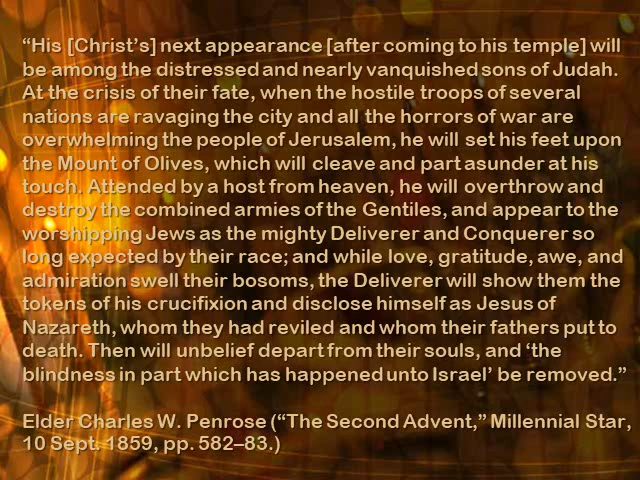 “His [Christ’s] next appearance [after coming to his temple] will
be among the distressed and nearly vanquished sons of Judah.
At the crisis of their fate, when the hostile troops of several
nations are ravaging the city and all the horrors of war are
overwhelming the people of Jerusalem, he will set his feet upon
the Mount of Olives, which will cleave and part asunder at his
touch. Attended by a host from heaven, he will overthrow and
destroy the combined armies of the Gentiles, and appear to the
worshipping Jews as the mighty Deliverer and Conquerer so
long expected by their race; and while love, gratitude, awe, and
admiration swell their bosoms, the Deliverer will show them the
tokens of his crucifixion and disclose himself as Jesus of
Nazareth, whom they had reviled and whom their fathers put to
death. Then will unbelief depart from their souls, and ‘the
blindness in part which has happened unto Israel’ be removed.”
Elder Charles W. Penrose (“The Second Advent,” Millennial Star,
10 Sept. 1859, pp. 582–83.)